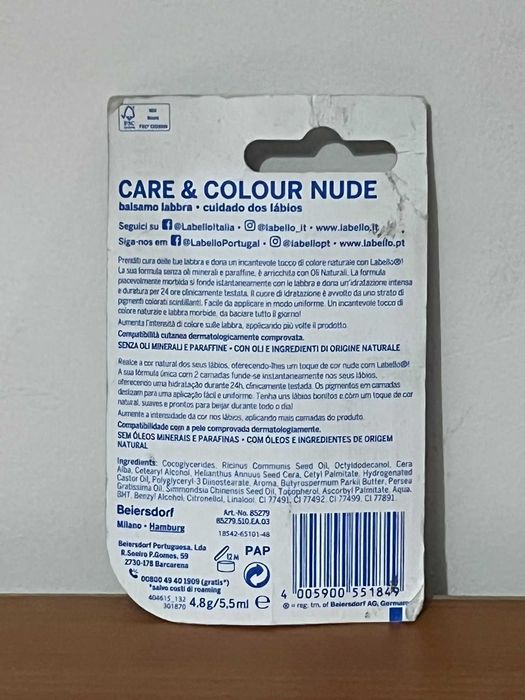 FSC
MIX
CARE & COLOUR NUDE
balsamo labbra • cuidado dos lábios
Seguici su @LabelloItalia • @labello_it • www.labello.it
Siga-nos em @LabelloPortugal • @labellopt • www.labello.pt
Prenditi cura delle tue labbra e dona un incantevole tocco di colore naturale con Labello®!
La sua formula senza oli minerali e paraffine, è arricchita con Oli Naturali. La formula
piacevolmente morbida si fonde instantaneamente con le labbra e dona un'idratazione intensa
e duratura per 24 ore clinicamente testata. Il cuore di idratazione è avvolto da uno strato di
pigmenti colorati scintillanti. Facile da applicare in modo uniforme. Un incantevole tocco di
colore naturale e labbra morbide, da baciare tutto il giorno!
Aumenta l'intensità di colore sulle labbra, applicando più volte il prodotto.
Compatibilità cutanea dermatologicamente comprovata.
SENZA OLI MINERALI E PARAFFINE • CON OLI E INGREDIENTI DI ORIGINE NATURALE
Realce a cor natural dos seus lábios, oferecendo-lhes um toque de cor nude com Labello®!
A sua fórmula única com 2 camadas funde-se instantaneamente nos seus lábios,
oferecendo uma hidratação durante 24h, clinicamente testada. Os pigmentos em camadas
deslizam para uma aplicação fácil e uniforme. Tenha uns lábios bonitos e com um toque de cor
natural, suaves e prontos para beijar durante todo o dia!
Aumente a intensidade da cor nos lábios, aplicando mais camadas do produto.
Compatibilidade com a pele comprovada dermatologicamente.
SEM ÓLEOS MINERAIS E PARAFINAS • COM ÓLEOS E INGREDIENTES DE ORIGEM
NATURAL
Ingredients: Cocoglycerides, Ricinus Communis Seed Oil, Octyldodecanol, Cera
Alba, Cetearyl Alcohol, Helianthus Annuus Seed Cera, Cetyl Palmitate, Hydrogenated
Castor Oil, Polyglyceryl-3 Diisostearate, Aroma, Butyrospermum Parkii Butter, Persea
Gratissima Oil, Simmondsia Chinensis Seed Oil, Tocopherol, Ascorbyl Palmitate, Aqua,
BHT, Benzyl Alcohol, Citronellol, Linalool, CI 77491, CI 77492, CI 77499, CI 77891
Beiersdorf
Milano • Hamburg
Art.-No. 85279
85279.510.EA.03
18542-65101-48
Beiersdorf Portuguesa, Lda
R.Soeiro P.Gomes, 59
2730-178 Barcarena
12 M
PAP
00800 49 40 1909 (gratis*)
*salvo costi di roaming
404615_132
301870
4.8g/5,5ml e
4 005900 551849
® = reg. tm. of Beiersdorf AG, Germany